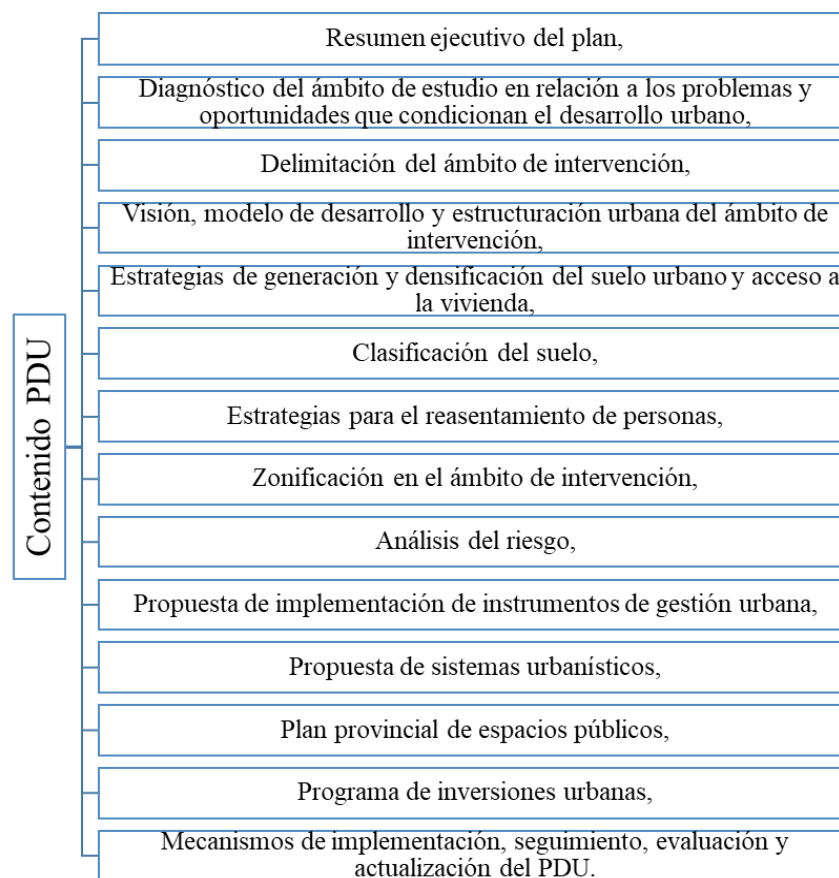 Contenido PDU
Resumen ejecutivo del plan,
Diagnóstico del ámbito de estudio en relación a los problemas y
oportunidades que condicionan el desarrollo urbano,
Delimitación del ámbito de intervención,
Visión, modelo de desarrollo y estructuración urbana del ámbito de
intervención,
Estrategias de generación y densificación del suelo urbano y acceso a
la vivienda,
Clasificación del suelo,
Estrategias para el reasentamiento de personas,
Zonificación en el ámbito de intervención,
Análisis del riesgo,
Propuesta de implementación de instrumentos de gestión urbana,
Propuesta de sistemas urbanísticos,
Plan provincial de espacios públicos,
Programa de inversiones urbanas,
Mecanismos de implementación, seguimiento, evaluación y
actualización del PDU.